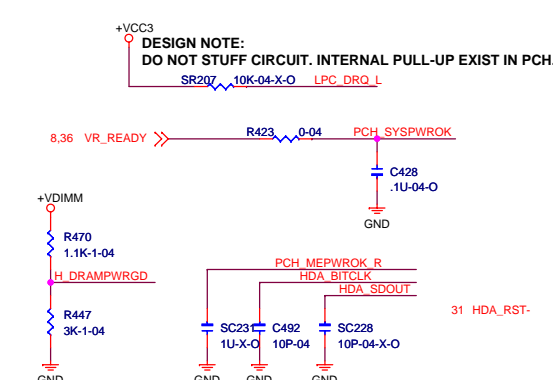 +VCC3
DESIGN NOTE:
DO NOT STUFF CIRCUIT. INTERNAL PULL-UP EXIST IN PCH.
SR207 10K-04-X-O LPC_DRQ_L
8,36 VR_READY R423 0-04 PCH_SYSPWROK
C428
.1U-04-O
GND
+VDIMM
R470
1.1K-1-04
H_DRAMPWRGD
PCH_MEPWROK_R
HDA_BITCLK
HDA_SDOUT
31 HDA_RST-
R447
3K-1-04
SC231 C492 SC228
1U-X-O 10P-04 10P-04-X-O
GND GND GND GND